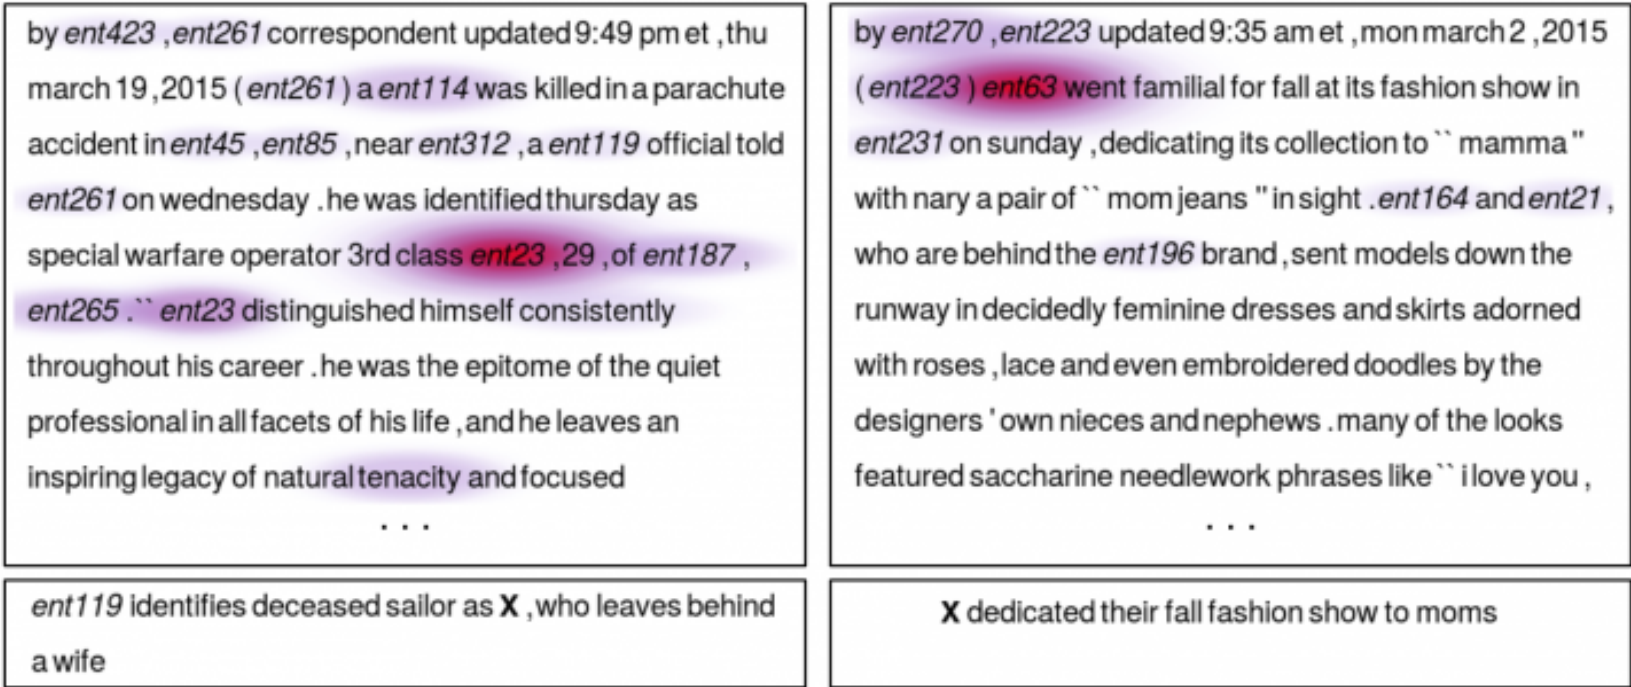 by ent423 ,ent261 correspondent updated 9:49 pm et ,thu
march 19 ,2015 ( ent261 ) a ent114 was killed in a parachute
accident in ent45 ,ent85 ,near ent312 ,a ent119 official told
ent261 on wednesday .he was identified thursday as
special warfare operator 3rd class ent23 ,29 ,of ent187 ,
ent265 .`` ent23 distinguished himself consistently
throughout his career .he was the epitome of the quiet
professional in all facets of his life ,and he leaves an
inspiring legacy of natural tenacity and focused
. . .
ent119 identifies deceased sailor as X ,who leaves behind
a wife
by ent270 ,ent223 updated 9:35 am et ,mon march 2 ,2015
( ent223 ) ent63 went familial for fall at its fashion show in
ent231 on sunday ,dedicating its collection to `` mamma ''
with nary a pair of `` mom jeans '' in sight .ent164 and ent21 ,
who are behind the ent196 brand ,sent models down the
runway in decidedly feminine dresses and skirts adorned
with roses ,lace and even embroidered doodles by the
designers ' own nieces and nephews .many of the looks
featured saccharine needlework phrases like `` i love you ,
. . .
X dedicated their fall fashion show to moms